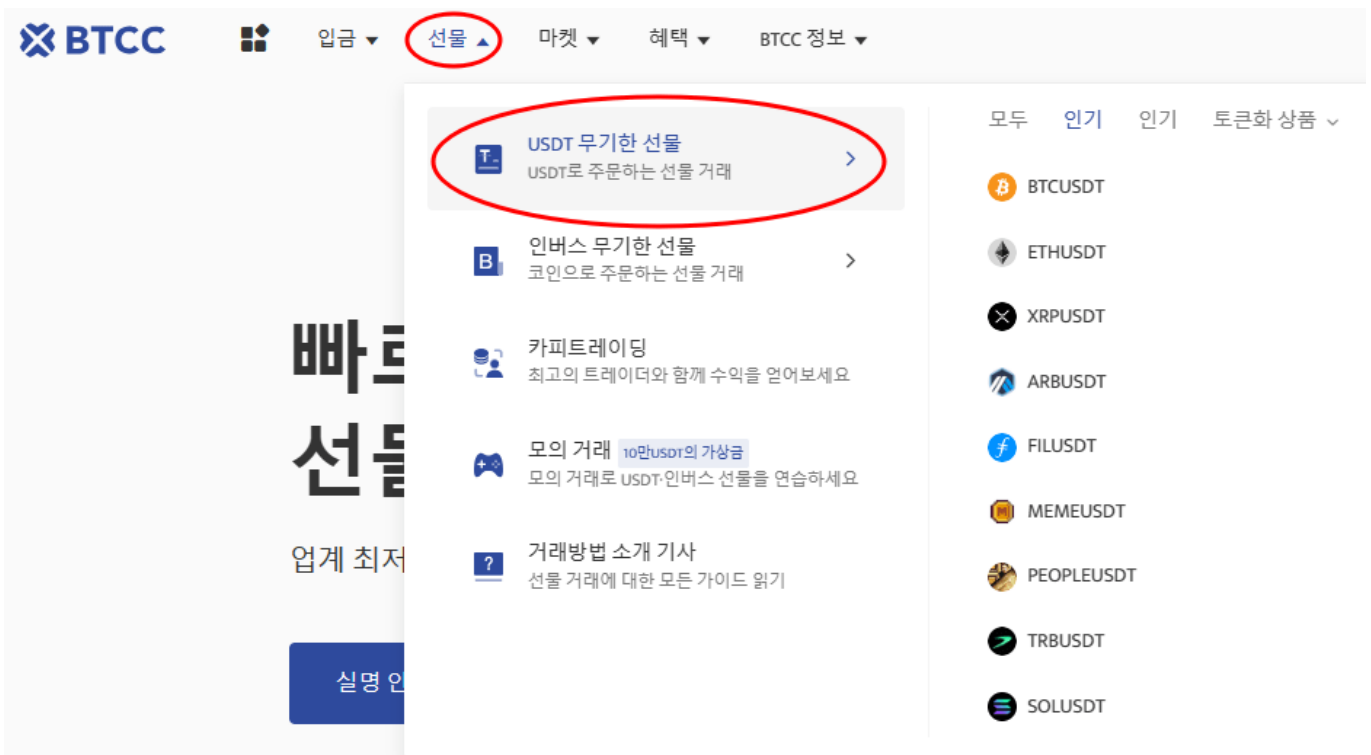 BTCC
입금 선물 마켓 혜택 BTCC 정보
USDT 무기한 선물
USDT로 주문하는 선물 거래
인버스 무기한 선물
코인으로 주문하는 선물 거래
카피트레이딩
최고의 트레이더와 함께 수익을 얻어보세요
모의 거래 10만USDT의 가상금
모의 거래로 USDT·인버스 선물을 연습하세요
거래방법 소개 기사
선물 거래에 대한 모든 가이드 읽기
모두 인기 인기 토큰화 상품
BTCUSDT
ETHUSDT
XRPUSDT
ARBUSDT
FILUSDT
MEMEUSDT
PEOPLEUSDT
TRBUSDT
SOLUSDT
업계 최저
실명